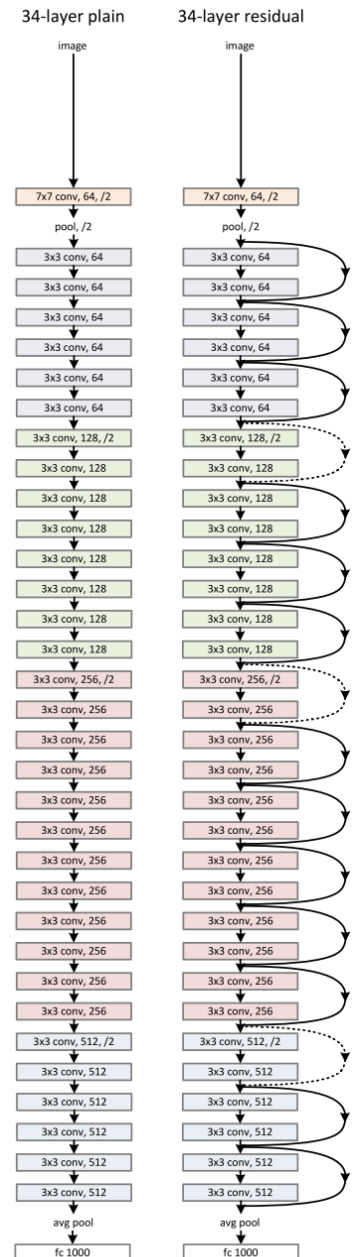 34-layer plain
image
7x7 conv, 64, /2
pool, /2
3x3 conv, 64
3x3 conv, 64
3x3 conv, 64
3x3 conv, 64
3x3 conv, 64
3x3 conv, 64
3x3 conv, 128, /2
3x3 conv, 128
3x3 conv, 128
3x3 conv, 128
3x3 conv, 128
3x3 conv, 128
3x3 conv, 128
3x3 conv, 128
3x3 conv, 256, /2
3x3 conv, 256
3x3 conv, 256
3x3 conv, 256
3x3 conv, 256
3x3 conv, 256
3x3 conv, 256
3x3 conv, 256
3x3 conv, 256
3x3 conv, 256
3x3 conv, 256
3x3 conv, 256
3x3 conv, 512, /2
3x3 conv, 512
3x3 conv, 512
3x3 conv, 512
3x3 conv, 512
3x3 conv, 512
avg pool
fc 1000
34-layer residual
image
7x7 conv, 64, /2
pool, /2
3x3 conv, 64
3x3 conv, 64
3x3 conv, 64
3x3 conv, 64
3x3 conv, 64
3x3 conv, 64
3x3 conv, 128, /2
3x3 conv, 128
3x3 conv, 128
3x3 conv, 128
3x3 conv, 128
3x3 conv, 128
3x3 conv, 128
3x3 conv, 128
3x3 conv, 256, /2
3x3 conv, 256
3x3 conv, 256
3x3 conv, 256
3x3 conv, 256
3x3 conv, 256
3x3 conv, 256
3x3 conv, 256
3x3 conv, 256
3x3 conv, 256
3x3 conv, 256
3x3 conv, 256
3x3 conv, 512, /2
3x3 conv, 512
3x3 conv, 512
3x3 conv, 512
3x3 conv, 512
3x3 conv, 512
avg pool
fc 1000